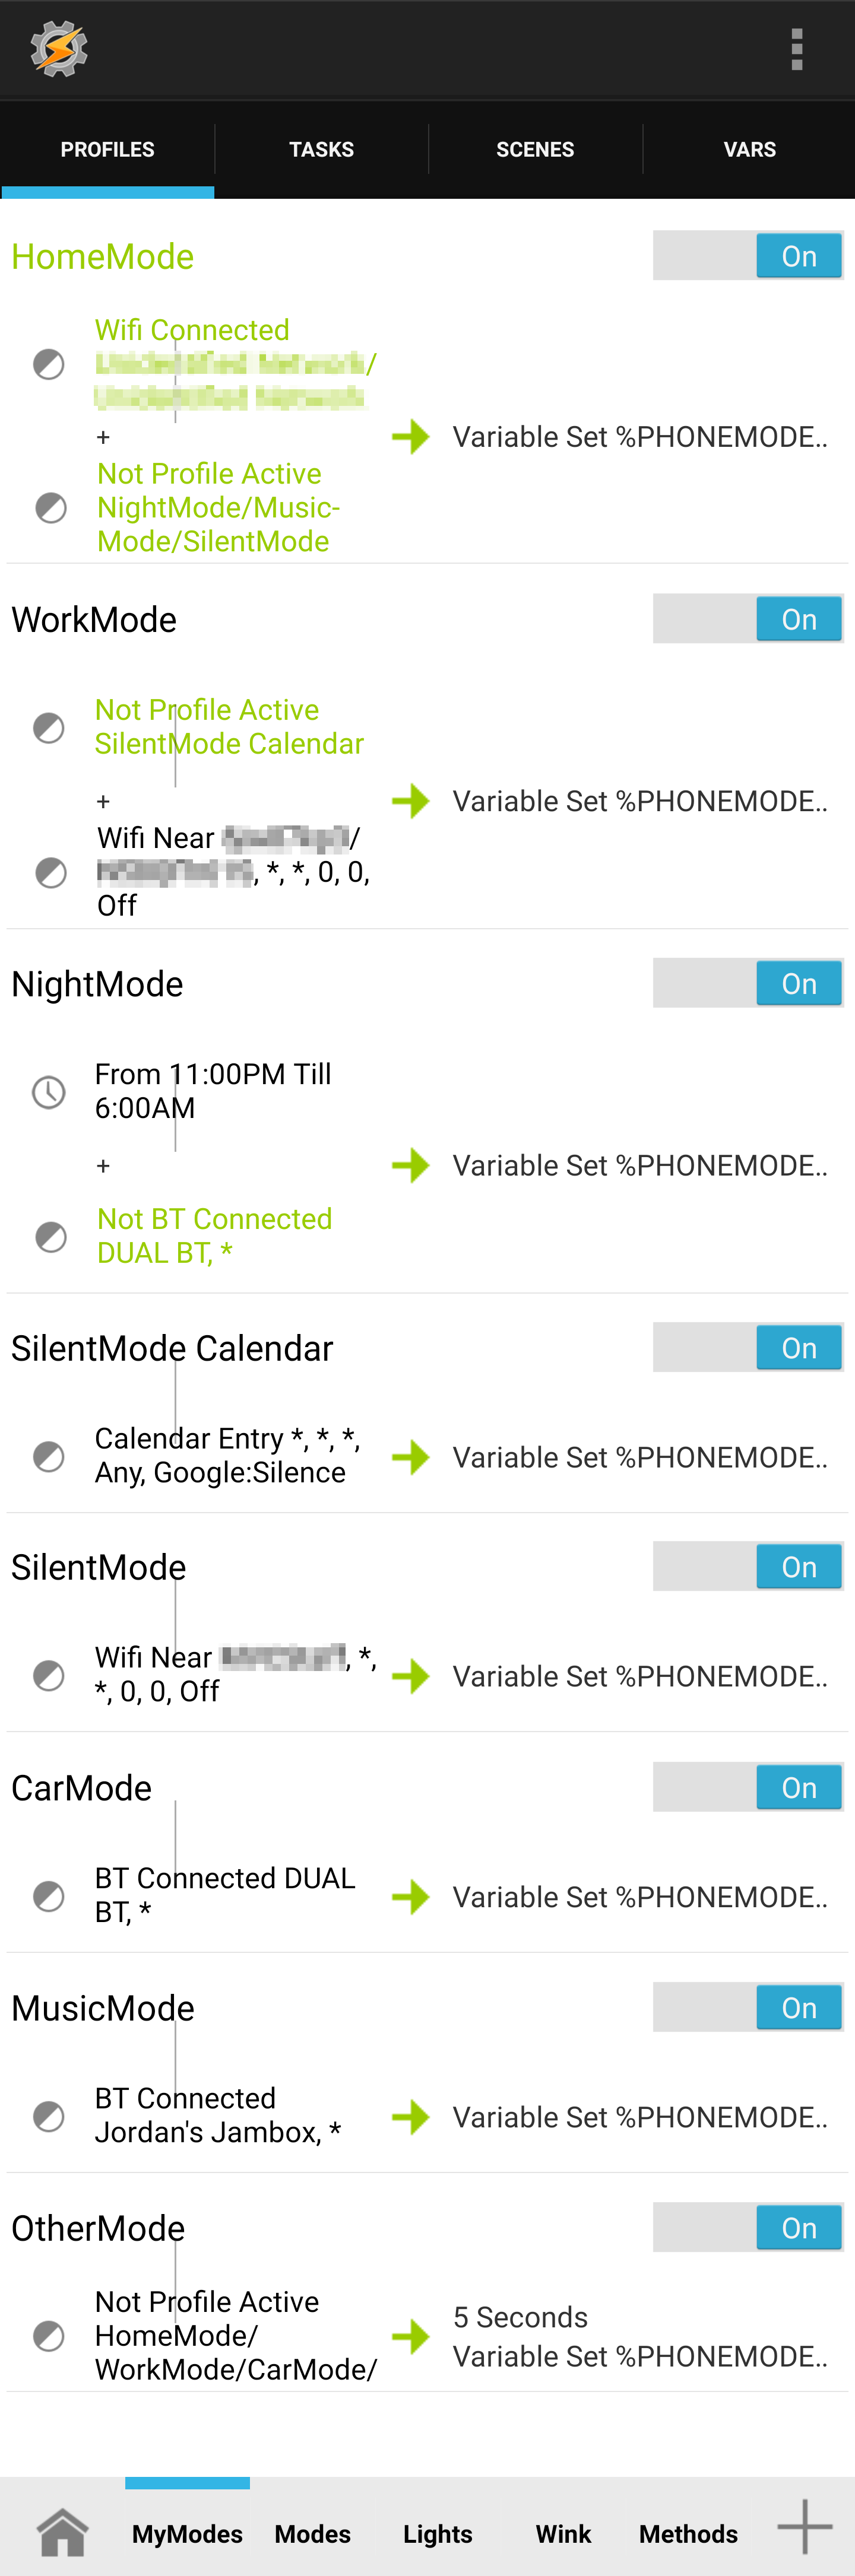 PROFILES
TASKS
SCENES
VARS
HomeMode
On
Wifi Connected
/
+
Not Profile Active
NightMode/Music-
Mode/SilentMode
Variable Set %PHONEMODE..
WorkMode
On
Not Profile Active
SilentMode Calendar
+
Wifi Near /
, *, *, 0, 0,
Off
Variable Set %PHONEMODE..
NightMode
On
From 11:00PM Till
6:00AM
+
Not BT Connected
DUAL BT, *
Variable Set %PHONEMODE..
SilentMode Calendar
On
Calendar Entry *, *, *,
Any, Google:Silence
Variable Set %PHONEMODE..
SilentMode
On
Wifi Near , *,
*, 0, 0, Off
Variable Set %PHONEMODE..
CarMode
On
BT Connected DUAL
BT, *
Variable Set %PHONEMODE..
MusicMode
On
BT Connected
Jordan's Jambox, *
Variable Set %PHONEMODE..
OtherMode
On
Not Profile Active
HomeMode/
WorkMode/CarMode/
5 Seconds
Variable Set %PHONEMODE..
MyModes
Modes
Lights
Wink
Methods